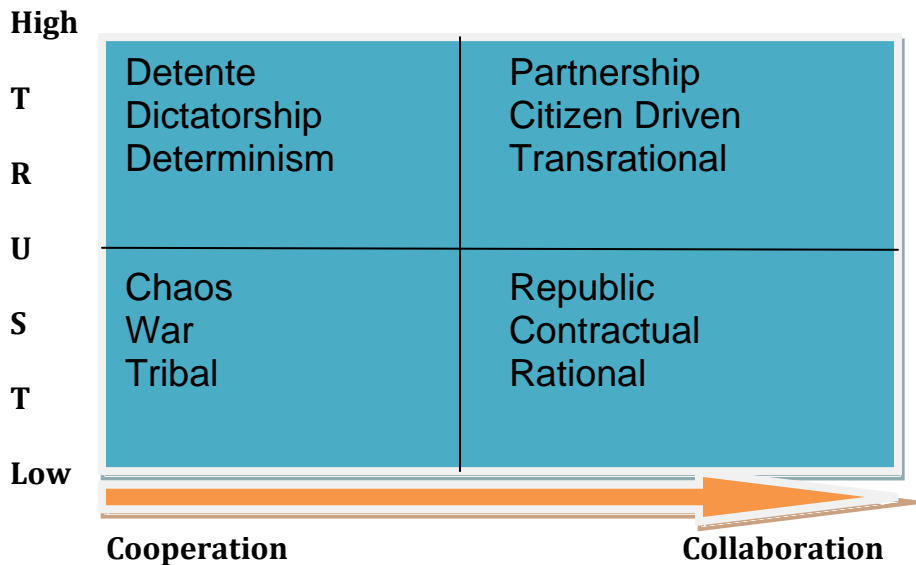 High
T
R
U
S
T
Low
Detente
Dictatorship
Determinism
Partnership
Citizen Driven
Transrational
Chaos
War
Tribal
Republic
Contractual
Rational
Cooperation
Collaboration